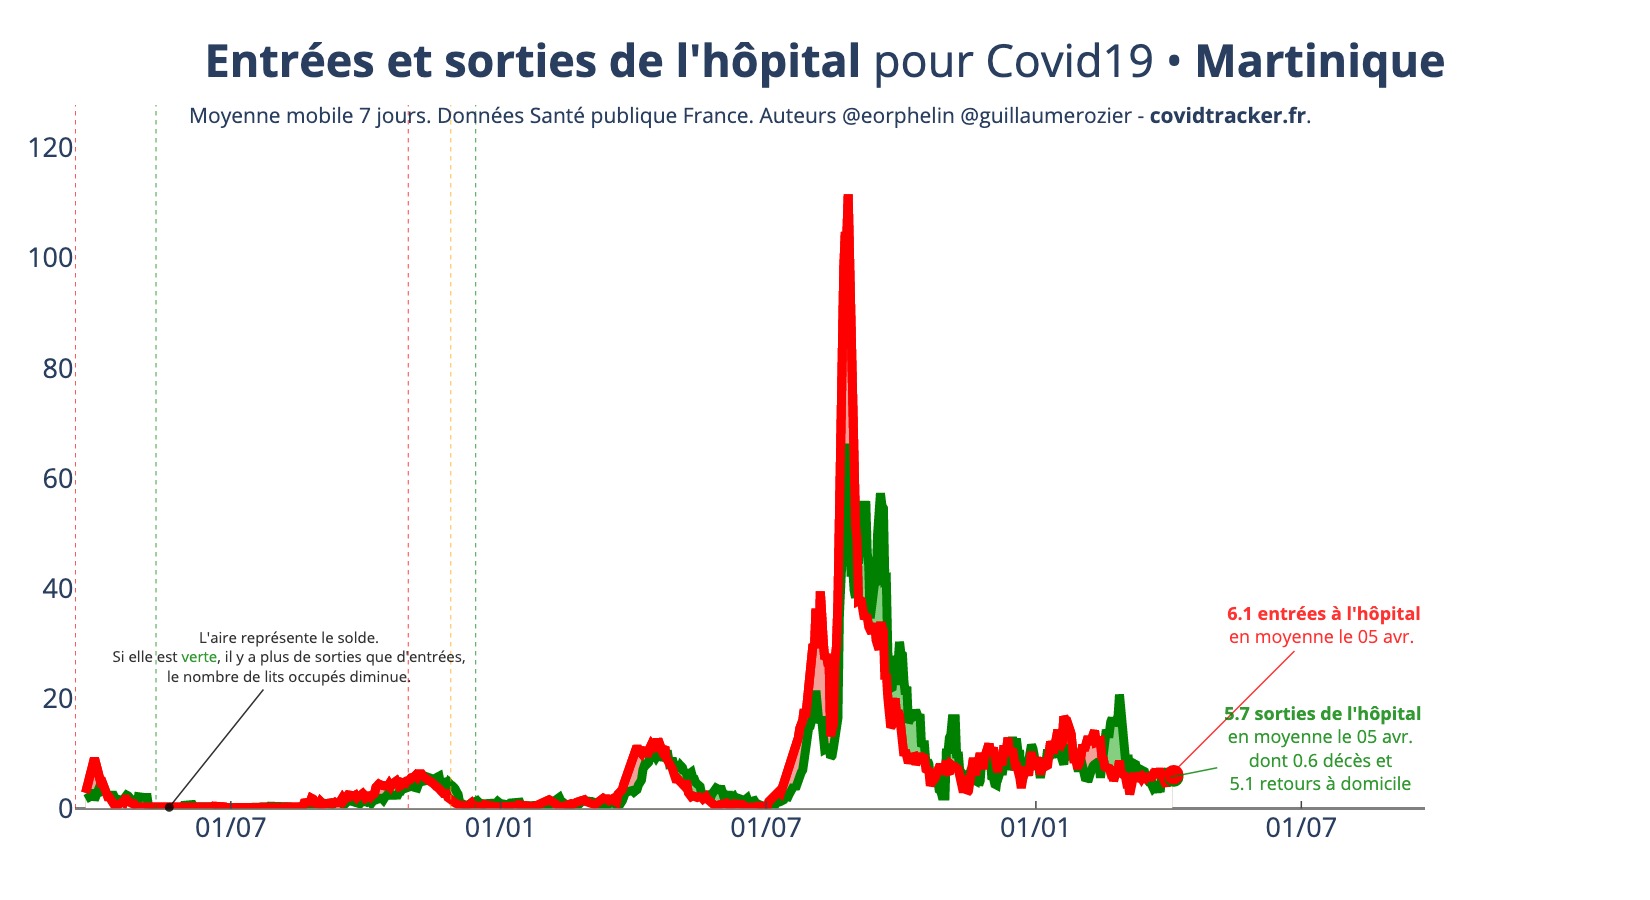 Entrées et sorties de l'hôpital pour Covid19 • Martinique
Moyenne mobile 7 jours. Données Santé publique France. Auteurs @eorphelin @guillaumerozier - covidtracker.fr.
120
100
80
60
40
20
0
L'aire représente le solde.
Si elle est verte, il y a plus de sorties que d'entrées,
le nombre de lits occupés diminue.
6.1 entrées à l'hôpital
en moyenne le 05 avr.
5.7 sorties de l'hôpital
en moyenne le 05 avr.
dont 0.6 décès et
5.1 retours à domicile
01/07
01/01
01/07
01/01
01/07